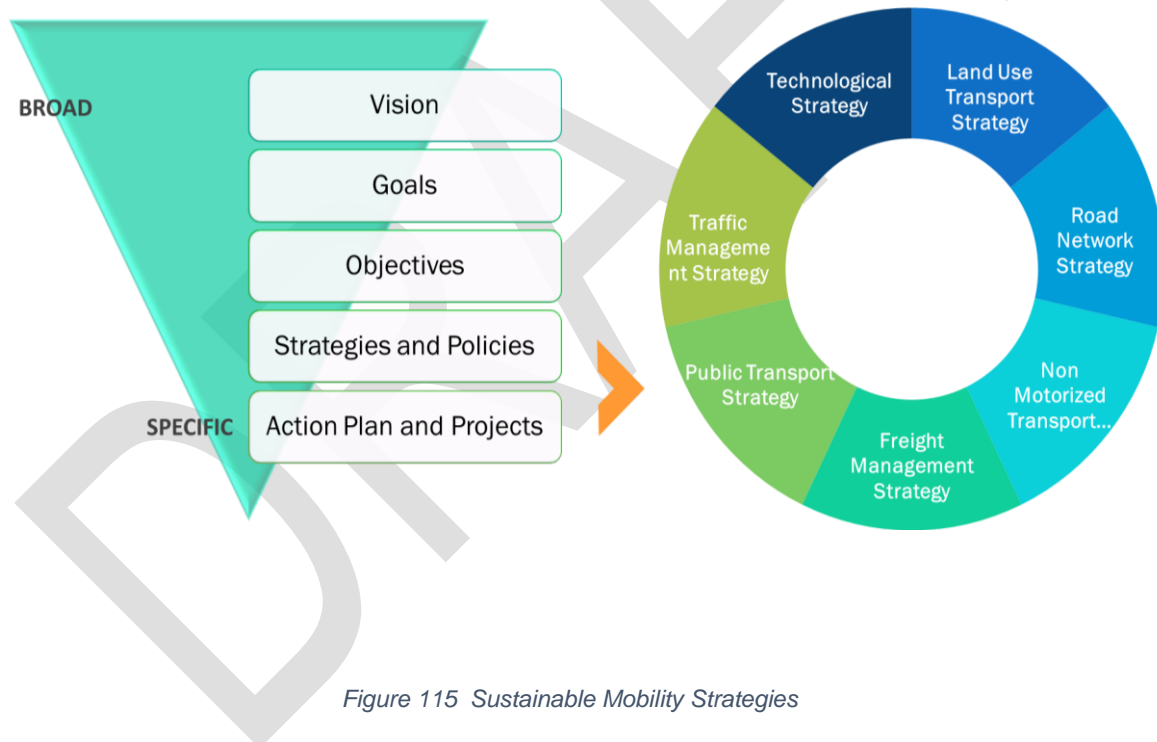 BROAD
Vision
Goals
Objectives
Strategies and Policies
SPECIFIC
Action Plan and Projects
Technological
Strategy
Land Use
Transport
Strategy
Road
Network
Strategy
Non
Motorized
Transport...
Freight
Management
Strategy
Public Transport
Strategy
Traffic
Manageme
nt Strategy
DRA
Figure 115 Sustainable Mobility Strategies